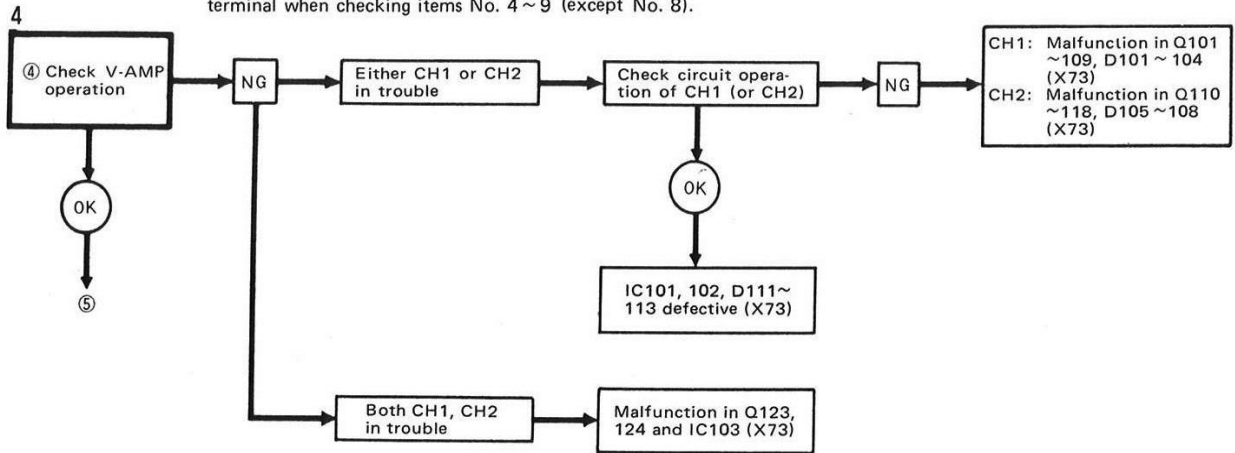 terminal when checking items No. 4 ~ 9 (except No. 8).
4
④ Check V-AMP
operation
NG
Either CH1 or CH2
in trouble
Check circuit opera-
tion of CH1 (or CH2)
NG
CH1: Malfunction in Q101
~109, D101 ~ 104
(X73)
CH2: Malfunction in Q110
~118, D105 ~ 108
(X73)
OK
OK
⑤
IC101, 102, D111~
113 defective (X73)
Both CH1, CH2
in trouble
Malfunction in Q123,
124 and IC103 (X73)